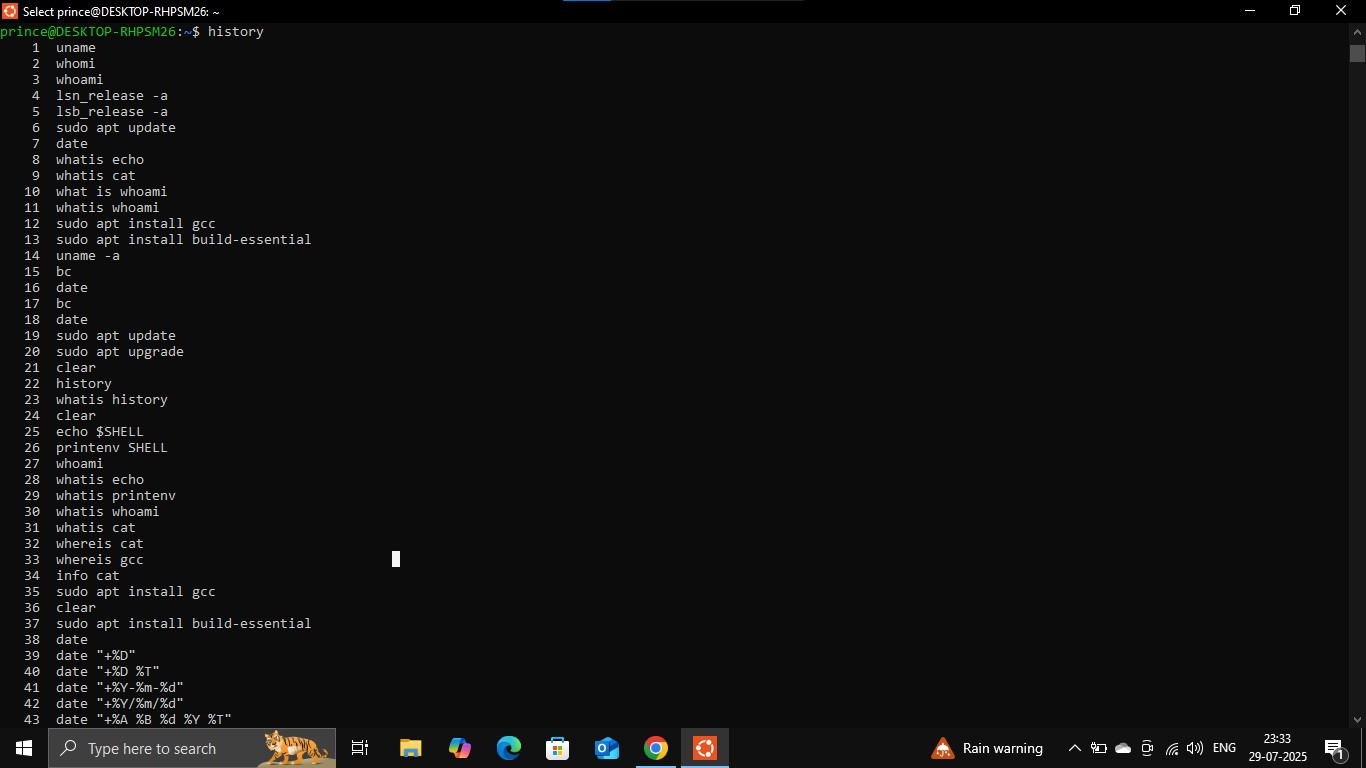 Select prince@DESKTOP-RHPSM26: ~
prince@DESKTOP-RHPSM26:~$ history
1 uname
2 whomi
3 whoami
4 lsn_release -a
5 lsb_release -a
6 sudo apt update
7 date
8 whatis echo
9 whatis cat
10 what is whoami
11 whatis whoami
12 sudo apt install gcc
13 sudo apt install build-essential
14 uname -a
15 bc
16 date
17 bc
18 date
19 sudo apt update
20 sudo apt upgrade
21 clear
22 history
23 whatis history
24 clear
25 echo $SHELL
26 printenv SHELL
27 whoami
28 whatis echo
29 whatis printenv
30 whatis whoami
31 whatis cat
32 whereis cat
33 whereis gcc
34 info cat
35 sudo apt install gcc
36 clear
37 sudo apt install build-essential
38 date
39 date "+%D"
40 date "+%D %T"
41 date "+%Y-%m-%d"
42 date "+%Y/%m/%d"
43 date "+%A %B %d %Y %T"
Type here to search
Rain warning
ENG
23:33
29-07-2025
1